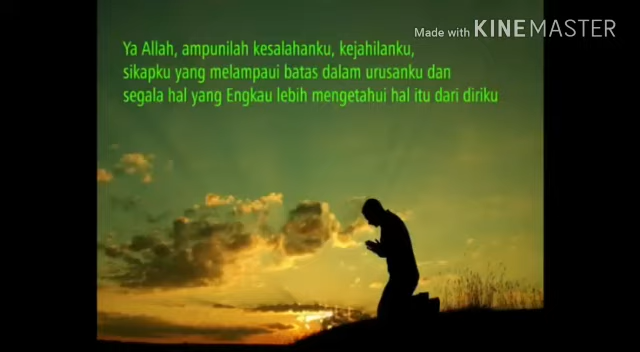 Made with KINEMASTER
Ya Allah, ampunilah kesalahanku, kejahilanku,
sikapku yang melampaui batas dalam urusanku dan
segala hal yang Engkau lebih mengetahui hal itu dari diriku